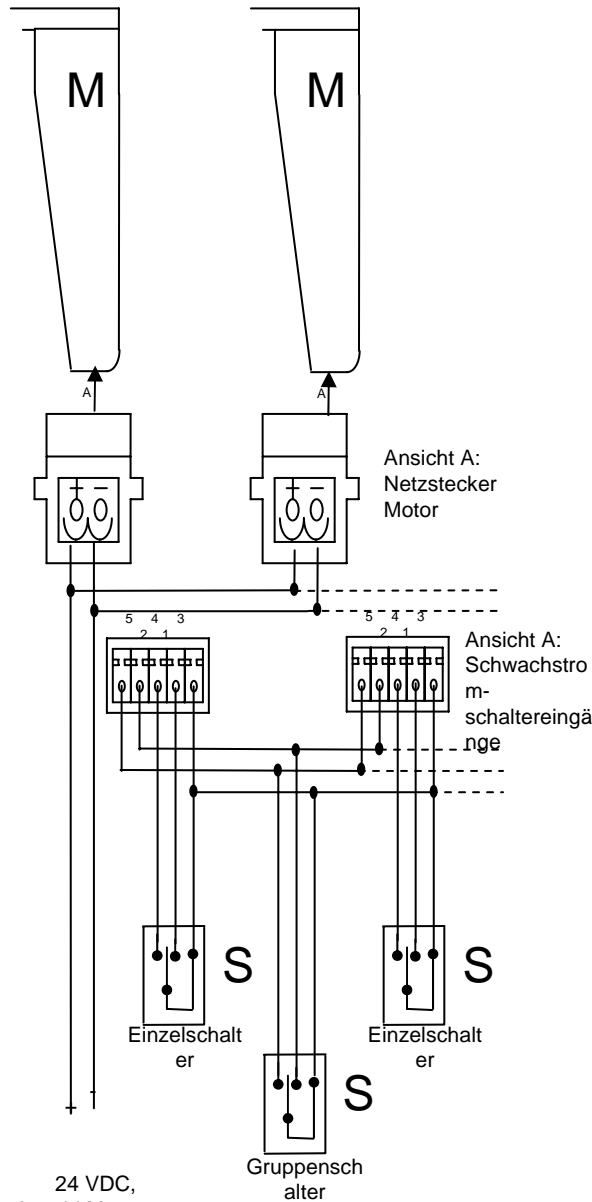 M
M
A
A
Ansicht A:
Netzstecker
Motor
+ −
+ −
5 4 3
2 1
5 4 3
2 1
Ansicht A:
Schwachstro
m-
schaltereingä
nge
S
S
Einzelschalt
er
Einzelschalt
er
S
+ -
Gruppensch
alter
24 VDC,